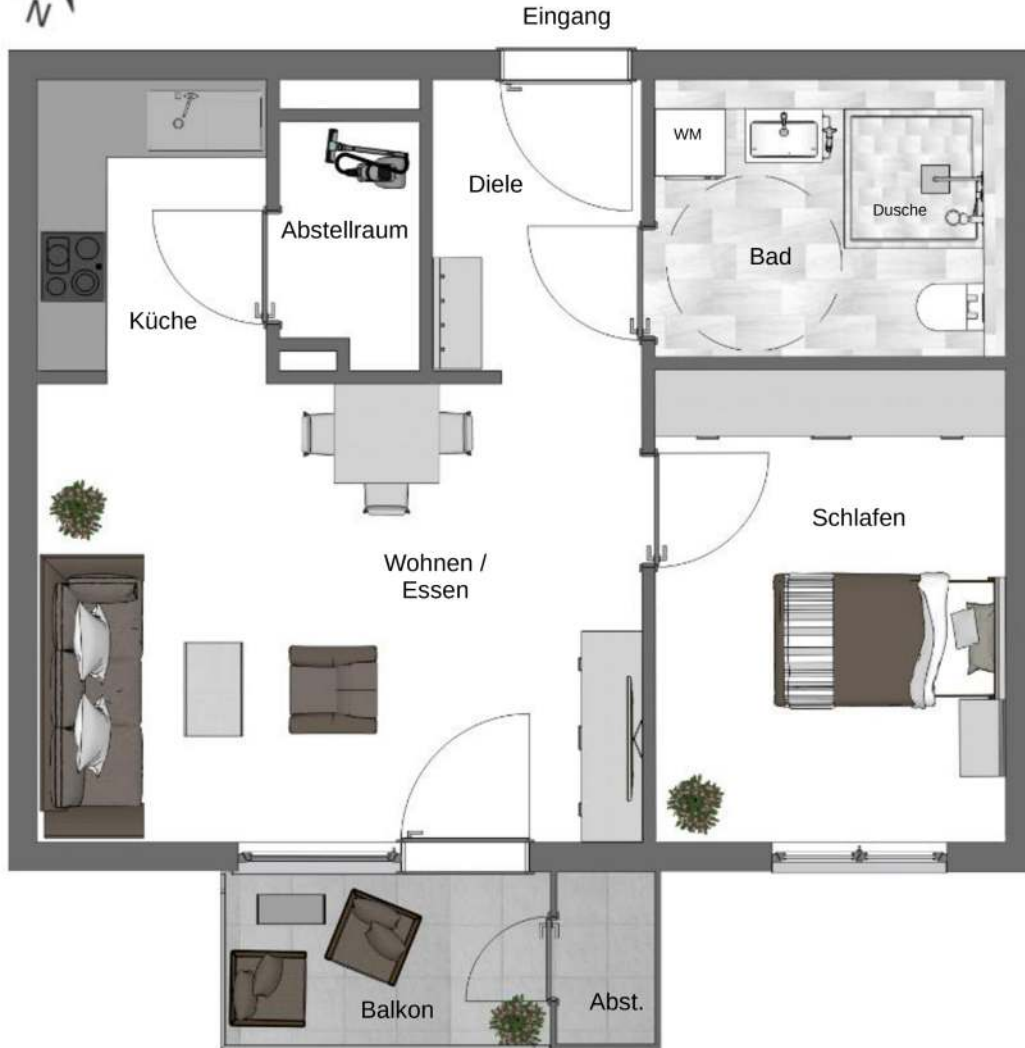 N
Eingang
WM
Diele
Dusche
Abstellraum
Bad
Küche
Schlafen
Wohnen /
Essen
Balkon
Abst.